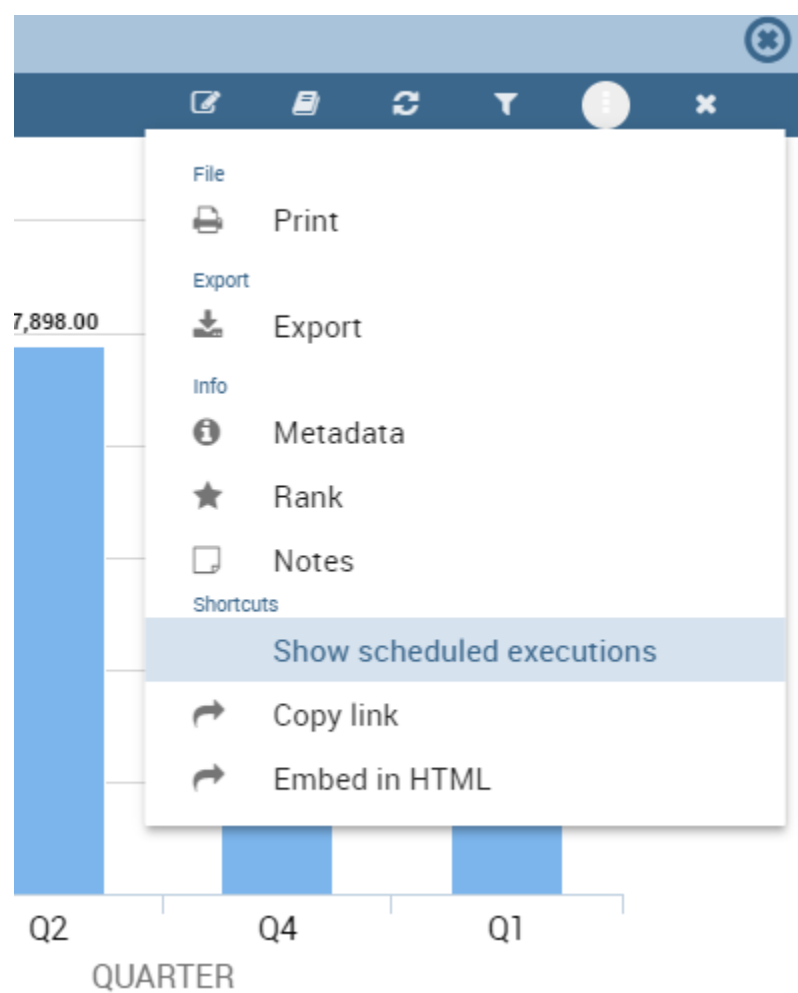 File
Print
Export
7,898.00
Export
Info
Metadata
Rank
Notes
Shortcuts
Show scheduled executions
Copy link
Embed in HTML
Q2 Q4 Q1
QUARTER